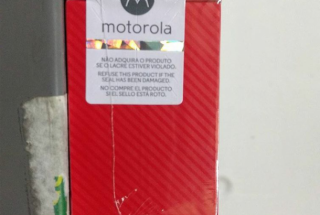 motorola
NÃO ADQUIRA O PRODUTO
SE O LACRE ESTIVER VIOLADO.
REFUSE THIS PRODUCT IF THE
SEAL HAS BEEN DAMAGED.
NO COMPRE EL PRODUCTO
SI EL SELLO ESTÁ ROTO.